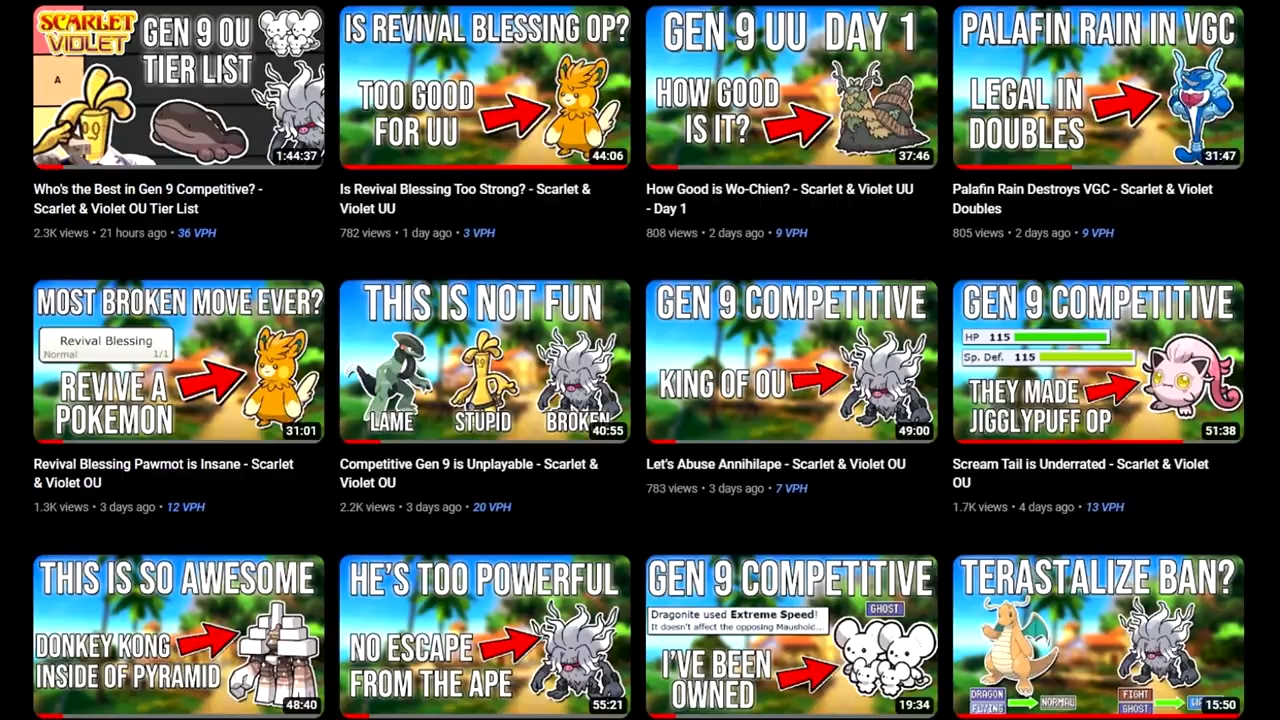 SCARLET
VIOLET
GEN 9 OU
TIER LIST
A
1:44:37
IS REVIVAL BLESSING OP?
TOO GOOD
FOR UU
44:06
GEN 9 UU DAY 1
HOW GOOD
IS IT?
37:46
PALAFIN RAIN IN VGC
LEGAL IN
DOUBLES
31:47
Who's the Best in Gen 9 Competitive? -
Scarlet & Violet OU Tier List
2.3K views • 21 hours ago • 36 VPH
Is Revival Blessing Too Strong? - Scarlet &
Violet UU
782 views • 1 day ago • 3 VPH
How Good is Wo-Chien? - Scarlet & Violet UU
- Day 1
808 views • 2 days ago • 9 VPH
Palafin Rain Destroys VGC - Scarlet & Violet
Doubles
805 views • 2 days ago • 9 VPH
MOST BROKEN MOVE EVER?
Revival Blessing
Normal 1/1
REVIVE A
POKEMON
31:01
THIS IS NOT FUN
LAME STUPID BROKEN
40:55
GEN 9 COMPETITIVE
KING OF OU
49:00
GEN 9 COMPETITIVE
HP 115
Sp. Def. 115
THEY MADE
JIGGLYPUFF OP
51:38
Revival Blessing Pawmot is Insane - Scarlet
& Violet OU
1.3K views • 3 days ago • 12 VPH
Competitive Gen 9 is Unplayable - Scarlet &
Violet OU
2.2K views • 3 days ago • 20 VPH
Let's Abuse Annihilape - Scarlet & Violet OU
783 views • 3 days ago • 7 VPH
Scream Tail is Underrated - Scarlet & Violet
OU
1.7K views • 4 days ago • 13 VPH
THIS IS SO AWESOME
DONKEY KONG
INSIDE OF PYRAMID
48:40
HE'S TOO POWERFUL
NO ESCAPE
FROM THE APE
55:21
GEN 9 COMPETITIVE
GHOST
Dragonite used Extreme Speed!
It doesn't affect the opposing Maushold...
I'VE BEEN
OWNED
19:34
TERASTALIZE BAN?
DRAGON
FLYING
NORMAL
FIGHT
GHOST
15:50